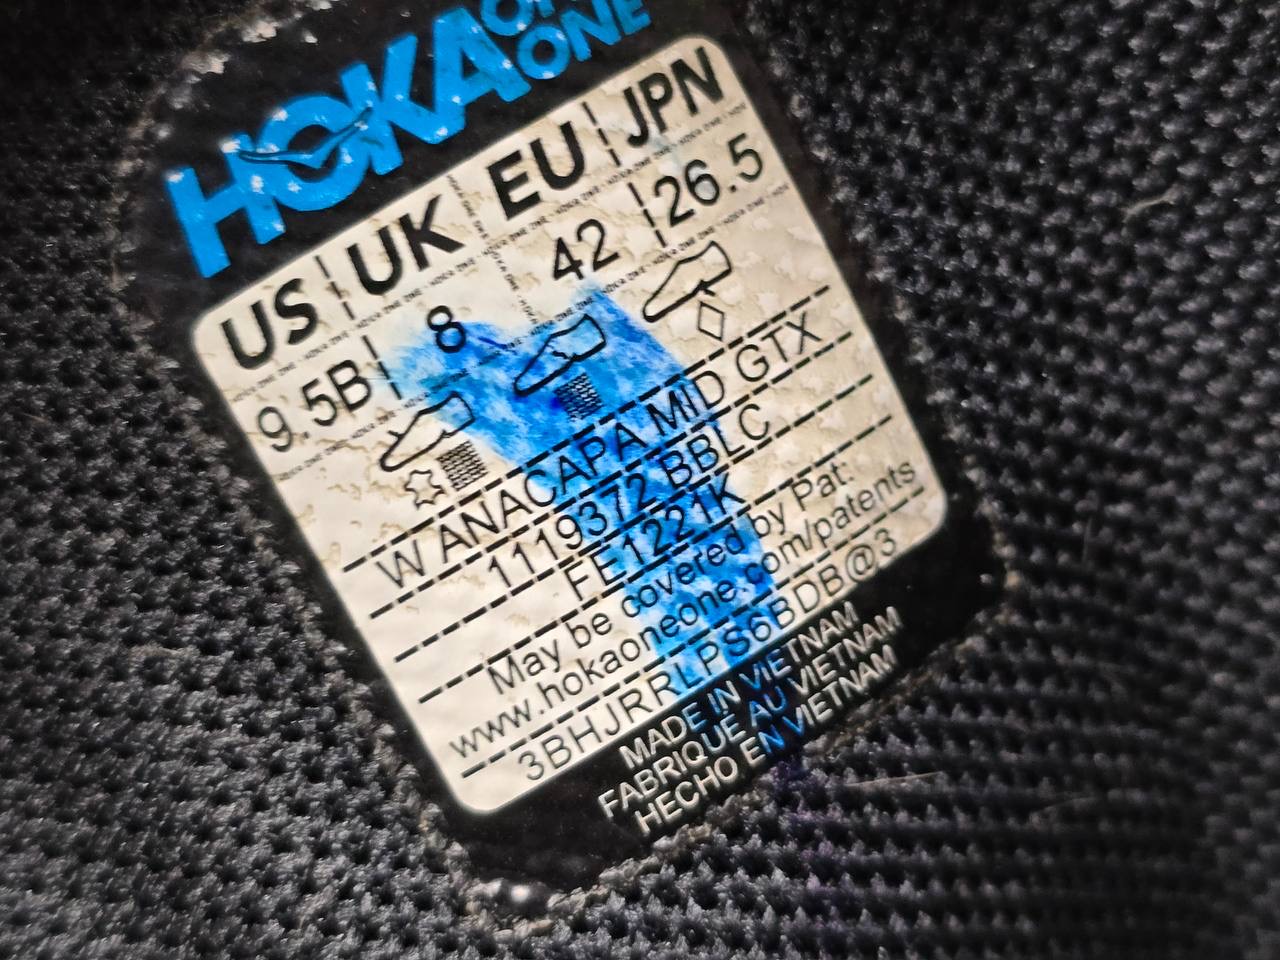 HOKA ONE ONE
US UK EU JPN
9.5B 8 42 26.5
W ANACAPA MID GTX
1119372 BBLC
FE1221K
May be covered by Pat:
www.hokaoneone.com/patents
3BHJRRLPS6BDB@3
MADE IN VIETNAM
FABRIQUÉ AU VIETNAM
HECHO EN VIETNAM